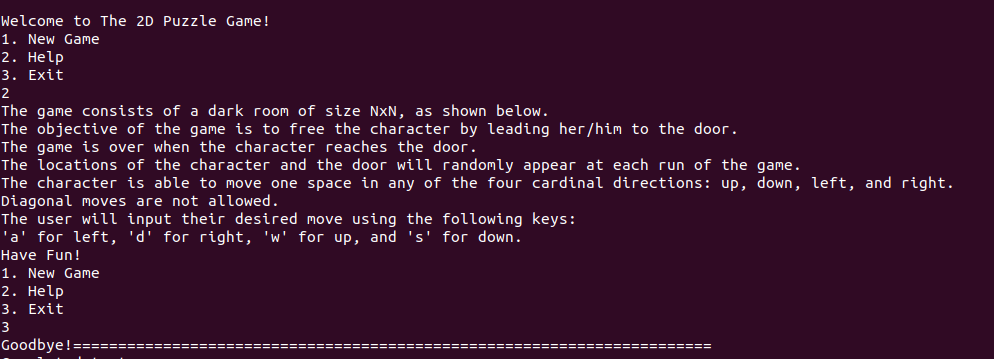 Welcome to The 2D Puzzle Game!
1. New Game
2. Help
3. Exit
2
The game consists of a dark room of size NxN, as shown below.
The objective of the game is to free the character by leading her/him to the door.
The game is over when the character reaches the door.
The locations of the character and the door will randomly appear at each run of the game.
The character is able to move one space in any of the four cardinal directions: up, down, left, and right.
Diagonal moves are not allowed.
The user will input their desired move using the following keys:
'a' for left, 'd' for right, 'w' for up, and 's' for down.
Have Fun!
1. New Game
2. Help
3. Exit
3
Goodbye!=======================================================================